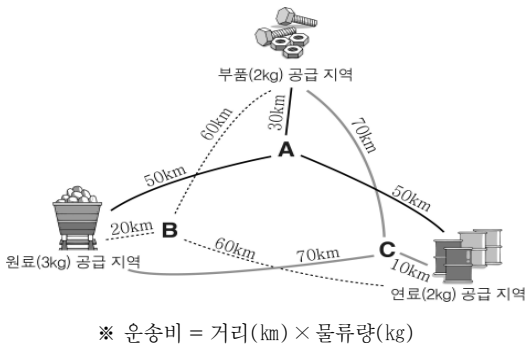 부품(2kg) 공급 지역
60km
30km
70km
A
50km
50km
20km
B
60km
70km
C
10km
원료(3kg) 공급 지역
연료(2kg) 공급 지역
※ 운송비 = 거리(㎞) × 물류량(㎏)